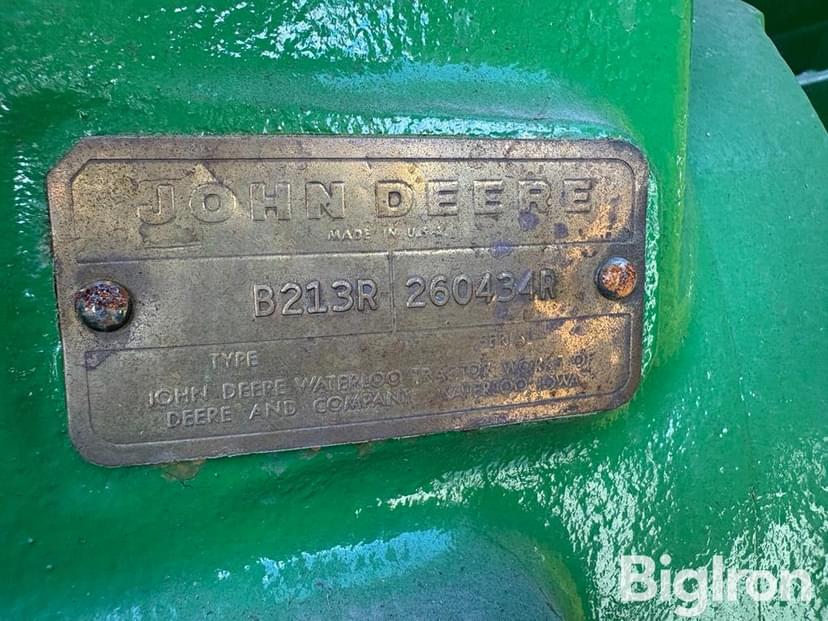 JOHN DEERE
MADE IN U.S.A.
B213R 260434R
TYPE SERIAL
JOHN DEERE WATERLOO TRACTOR WORKS OF
DEERE AND COMPANY WATERLOO, IOWA
BigIron